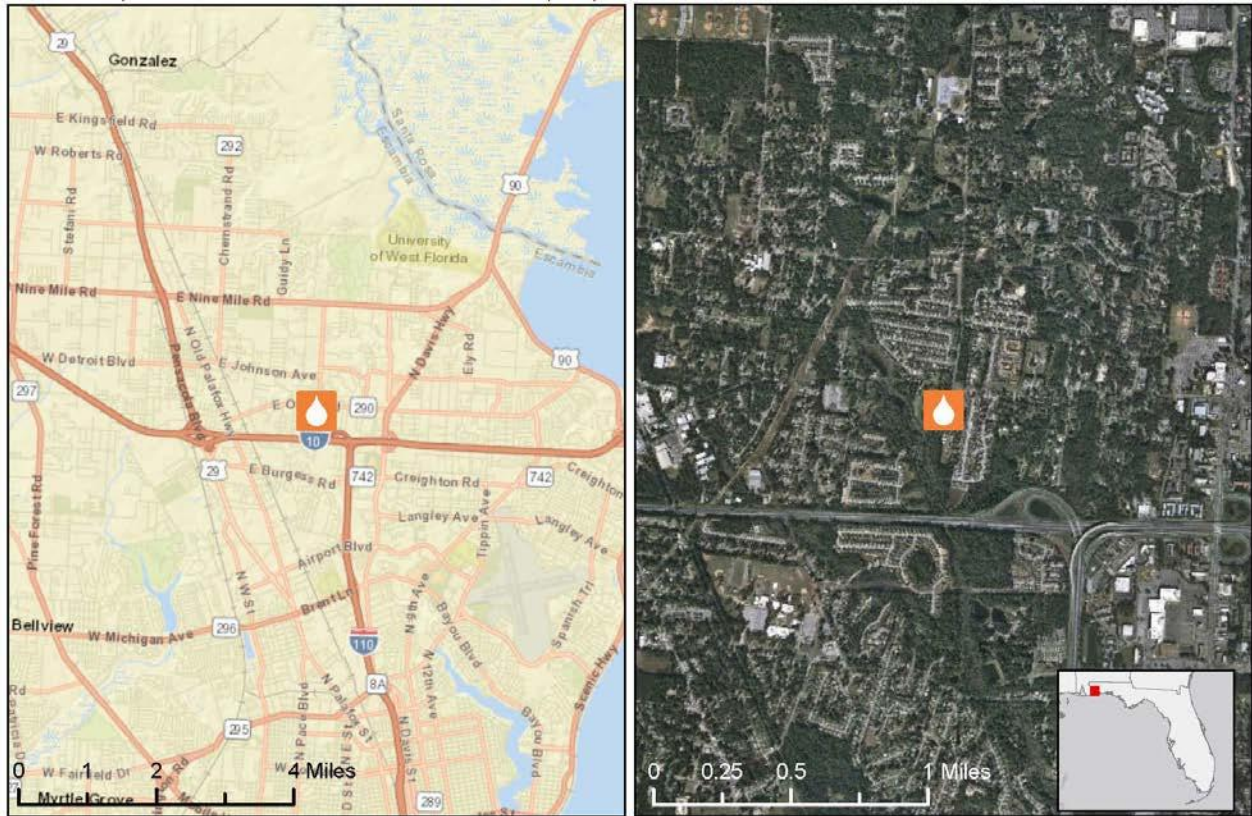 29
Gonzalez
E Kingsfield Rd
292
W Roberts Rd
Stefani Rd
Chemstrand Rd
Guidy Ln
Santa Rosa
Escambia
90
University
of West Florida
Escambia
Nine Mile Rd
E Nine Mile Rd
N Davis Hwy
Ely Rd
90
W Detroit Blvd
N Old Palafox Hwy
Pensacola Blvd
E Johnson Ave
297
E O
290
10
29
E Burgess Rd
742
Creighton Rd
742
Creighton
Pine Forest Rd
Langley Ave
Tippin Ave
Langley Ave
Airport Blvd
N W St
Brent Ln
N 9th Ave
Bayou Blvd
Spanish Trl
Bellview
W Michigan Ave
296
110
12th Ave
Scenic Hwy
Rd
8A
N Pace Blvd
N Palafox St
N Davis St
Bayou Blvd
295
0 1 2 4 Miles
W Fairfield Dr
D St
N E St
Myrtle Grove
289
0 0.25 0.5 1 Miles